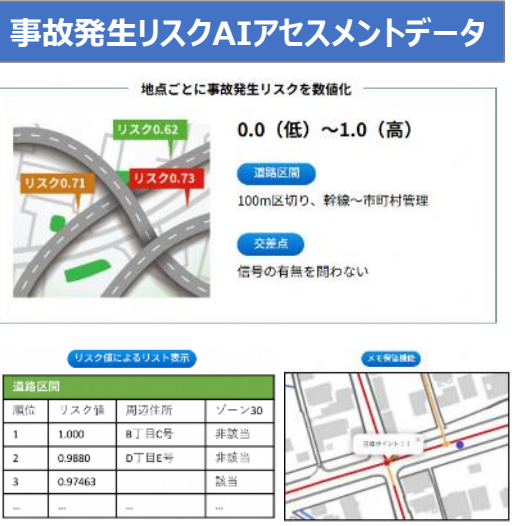 事故発生リスクAIアセスメントデータ
地点ごとに事故発生リスクを数値化
リスク0.62
リスク0.71
リスク0.73
0.0（低）～1.0（高）
道路区間
100m区切り、幹線～市町村管理
交差点
信号の有無を問わない
リスク値によるリスト表示
道路区間
順位 リスク値 周辺住所 ゾーン30
1 1.000 B丁目C号 非該当
2 0.9880 D丁目E号 非該当
3 0.97463 該当
... ... ... ...
メモ保存機能